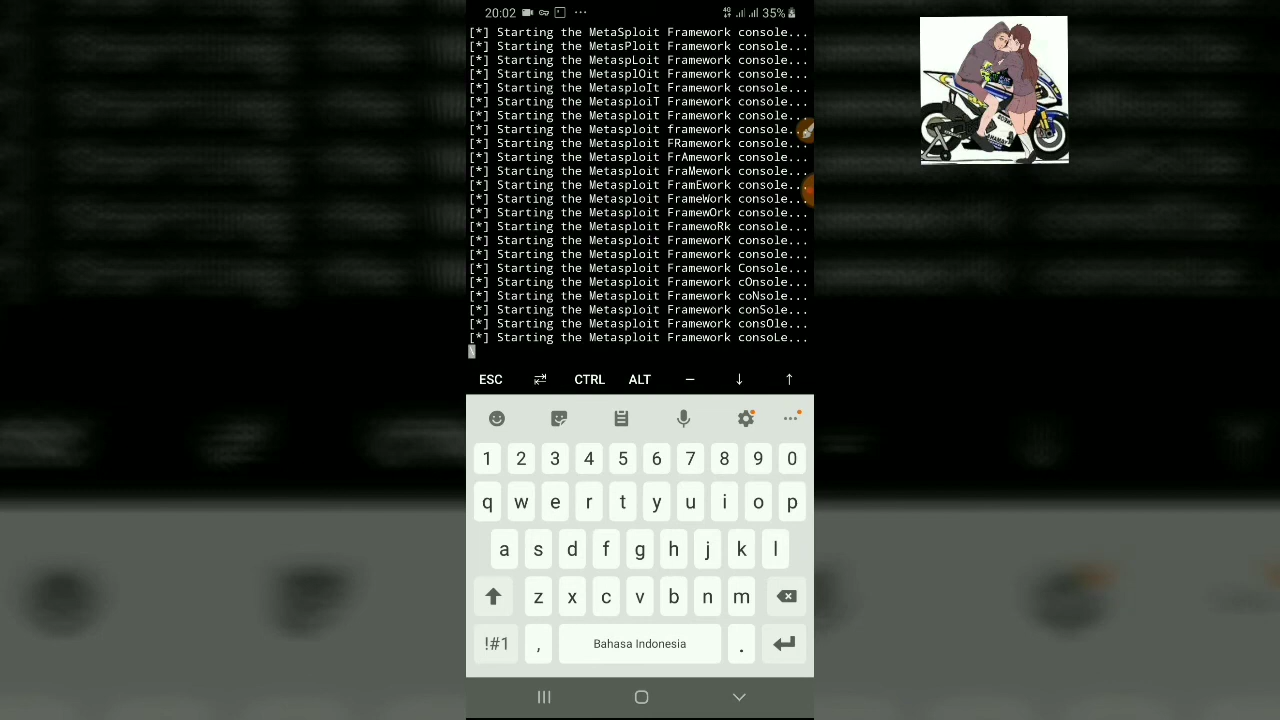 20:02 4G 35%
[*] Starting the MetaSploit Framework console...
[*] Starting the MetasPloit Framework console...
[*] Starting the MetaspLoit Framework console...
[*] Starting the MetasplOit Framework console...
[*] Starting the MetasploIt Framework console...
[*] Starting the MetasploiT Framework console...
[*] Starting the Metasploit Framework console...
[*] Starting the Metasploit framework console...
[*] Starting the Metasploit FRamework console...
[*] Starting the Metasploit FrAmework console...
[*] Starting the Metasploit FraMework console...
[*] Starting the Metasploit FramEwork console...
[*] Starting the Metasploit FrameWork console...
[*] Starting the Metasploit FramewOrk console...
[*] Starting the Metasploit FramewoRk console...
[*] Starting the Metasploit FrameworK console...
[*] Starting the Metasploit Framework console...
[*] Starting the Metasploit Framework Console...
[*] Starting the Metasploit Framework cOnsole...
[*] Starting the Metasploit Framework coNsole...
[*] Starting the Metasploit Framework conSole...
[*] Starting the Metasploit Framework consOle...
[*] Starting the Metasploit Framework consoLe...
\
ESC ⇄ CTRL ALT – ↓ ↑
1 2 3 4 5 6 7 8 9 0
q w e r t y u i o p
a s d f g h j k l
z x c v b n m
!#1 , Bahasa Indonesia .